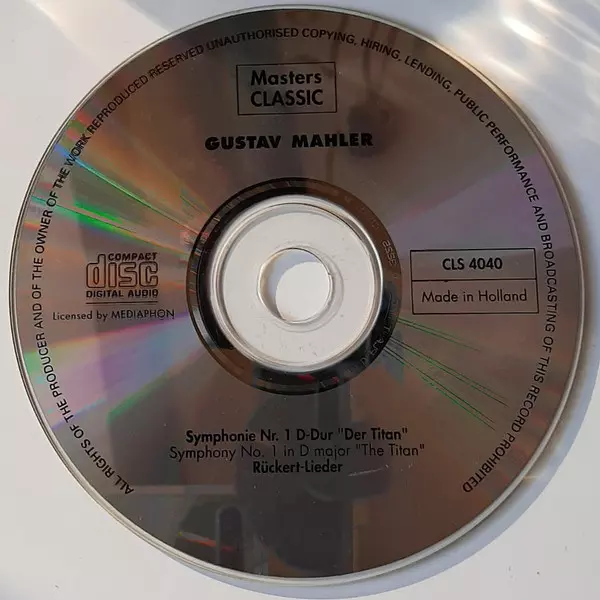 Masters
CLASSIC
GUSTAV MAHLER
COMPACT
disc
DIGITAL AUDIO
Licensed by MEDIAPHON
CLS 4040
Made in Holland
Symphonie Nr. 1 D-Dur "Der Titan"
Symphony No. 1 in D major "The Titan"
Rückert-Lieder
ALL RIGHTS OF THE PRODUCER AND OF THE OWNER OF THE WORK REPRODUCED RESERVED UNAUTHORISED COPYING, HIRING, LENDING, PUBLIC PERFORMANCE AND BROADCASTING OF THIS RECORD PROHIBITED